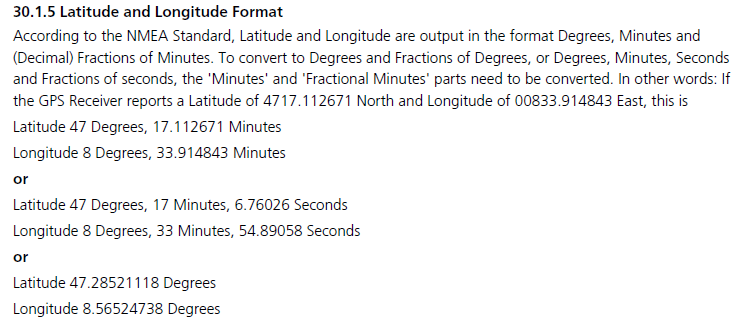 30.1.5 Latitude and Longitude Format
According to the NMEA Standard, Latitude and Longitude are output in the format Degrees, Minutes and
(Decimal) Fractions of Minutes. To convert to Degrees and Fractions of Degrees, or Degrees, Minutes, Seconds
and Fractions of seconds, the 'Minutes' and 'Fractional Minutes' parts need to be converted. In other words: If
the GPS Receiver reports a Latitude of 4717.112671 North and Longitude of 00833.914843 East, this is
Latitude 47 Degrees, 17.112671 Minutes
Longitude 8 Degrees, 33.914843 Minutes
or
Latitude 47 Degrees, 17 Minutes, 6.76026 Seconds
Longitude 8 Degrees, 33 Minutes, 54.89058 Seconds
or
Latitude 47.28521118 Degrees
Longitude 8.56524738 Degrees